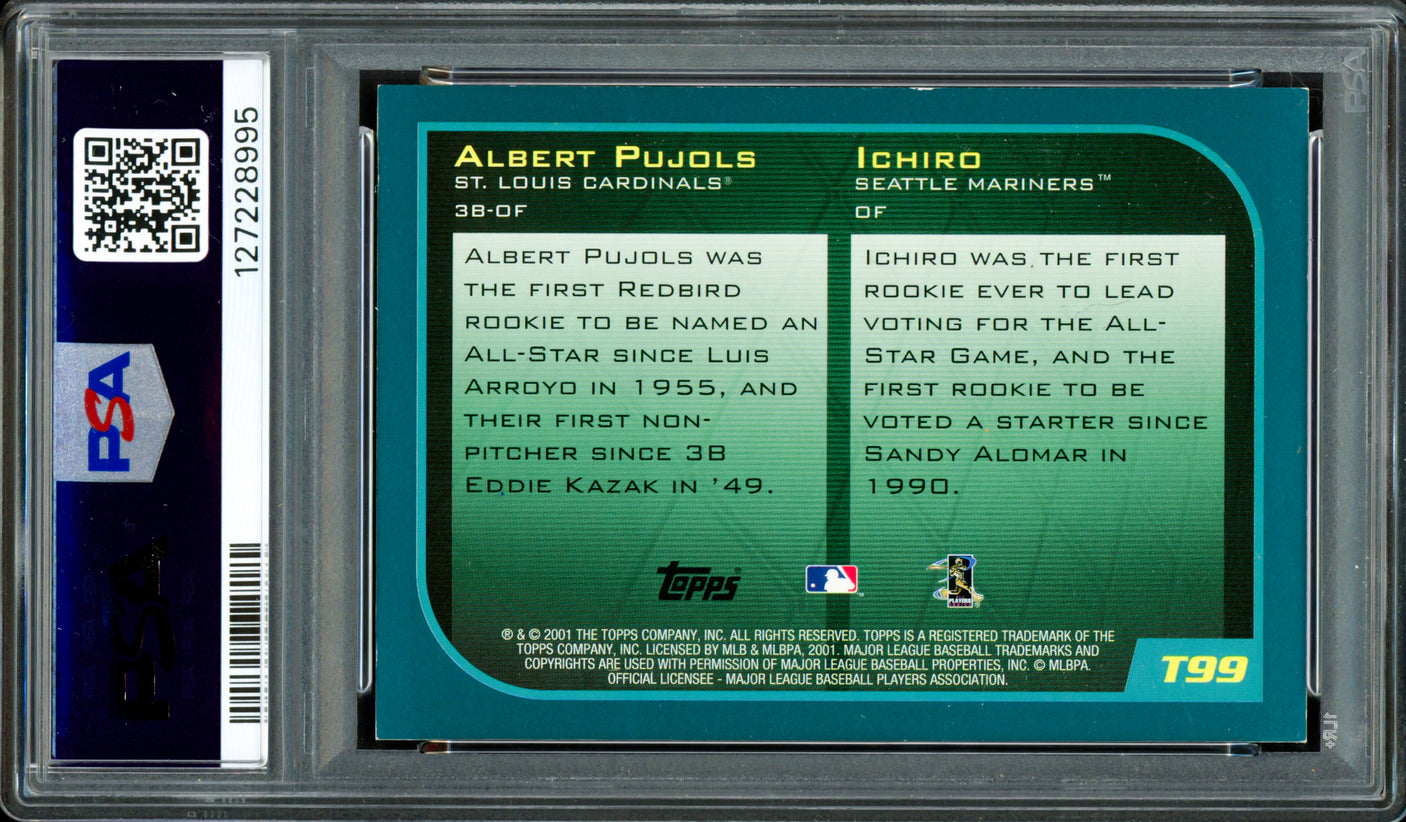 127228995
PSA
PSA
ALBERT PUJOLS
ST. LOUIS CARDINALS®
3B-OF
ALBERT PUJOLS WAS
THE FIRST REDBIRD
ROOKIE TO BE NAMED AN
ALL-STAR SINCE LUIS
ARROYO IN 1955, AND
THEIR FIRST NON-
PITCHER SINCE 3B
EDDIE KAZAK IN '49.
ICHIRO
SEATTLE MARINERS™
OF
ICHIRO WAS THE FIRST
ROOKIE EVER TO LEAD
VOTING FOR THE ALL-
STAR GAME, AND THE
FIRST ROOKIE TO BE
VOTED A STARTER SINCE
SANDY ALOMAR IN
1990.
topps®
PLAYERS
CHOICE
® & © 2001 THE TOPPS COMPANY, INC. ALL RIGHTS RESERVED. TOPPS IS A REGISTERED TRADEMARK OF THE
TOPPS COMPANY, INC. LICENSED BY MLB & MLBPA, 2001. MAJOR LEAGUE BASEBALL TRADEMARKS AND
COPYRIGHTS ARE USED WITH PERMISSION OF MAJOR LEAGUE BASEBALL PROPERTIES, INC. © MLBPA.
OFFICIAL LICENSEE - MAJOR LEAGUE BASEBALL PLAYERS ASSOCIATION.
T99
PSA
1LR+